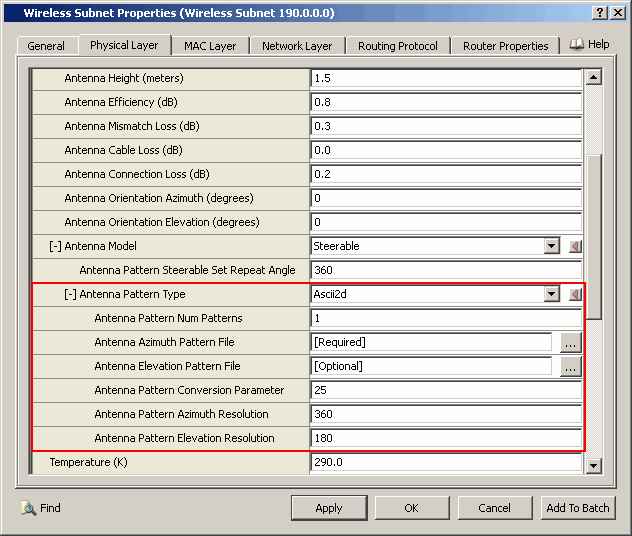 Wireless Subnet Properties (Wireless Subnet 190.0.0.0)
General Physical Layer MAC Layer Network Layer Routing Protocol Router Properties Help
Antenna Height (meters) 1.5
Antenna Efficiency (dB) 0.8
Antenna Mismatch Loss (dB) 0.3
Antenna Cable Loss (dB) 0.0
Antenna Connection Loss (dB) 0.2
Antenna Orientation Azimuth (degrees) 0
Antenna Orientation Elevation (degrees) 0
[-] Antenna Model Steerable
Antenna Pattern Steerable Set Repeat Angle 360
[-] Antenna Pattern Type Ascii2d
Antenna Pattern Num Patterns 1
Antenna Azimuth Pattern File [Required] ...
Antenna Elevation Pattern File [Optional] ...
Antenna Pattern Conversion Parameter 25
Antenna Pattern Azimuth Resolution 360
Antenna Pattern Elevation Resolution 180
Temperature (K) 290.0
Find Apply OK Cancel Add To Batch